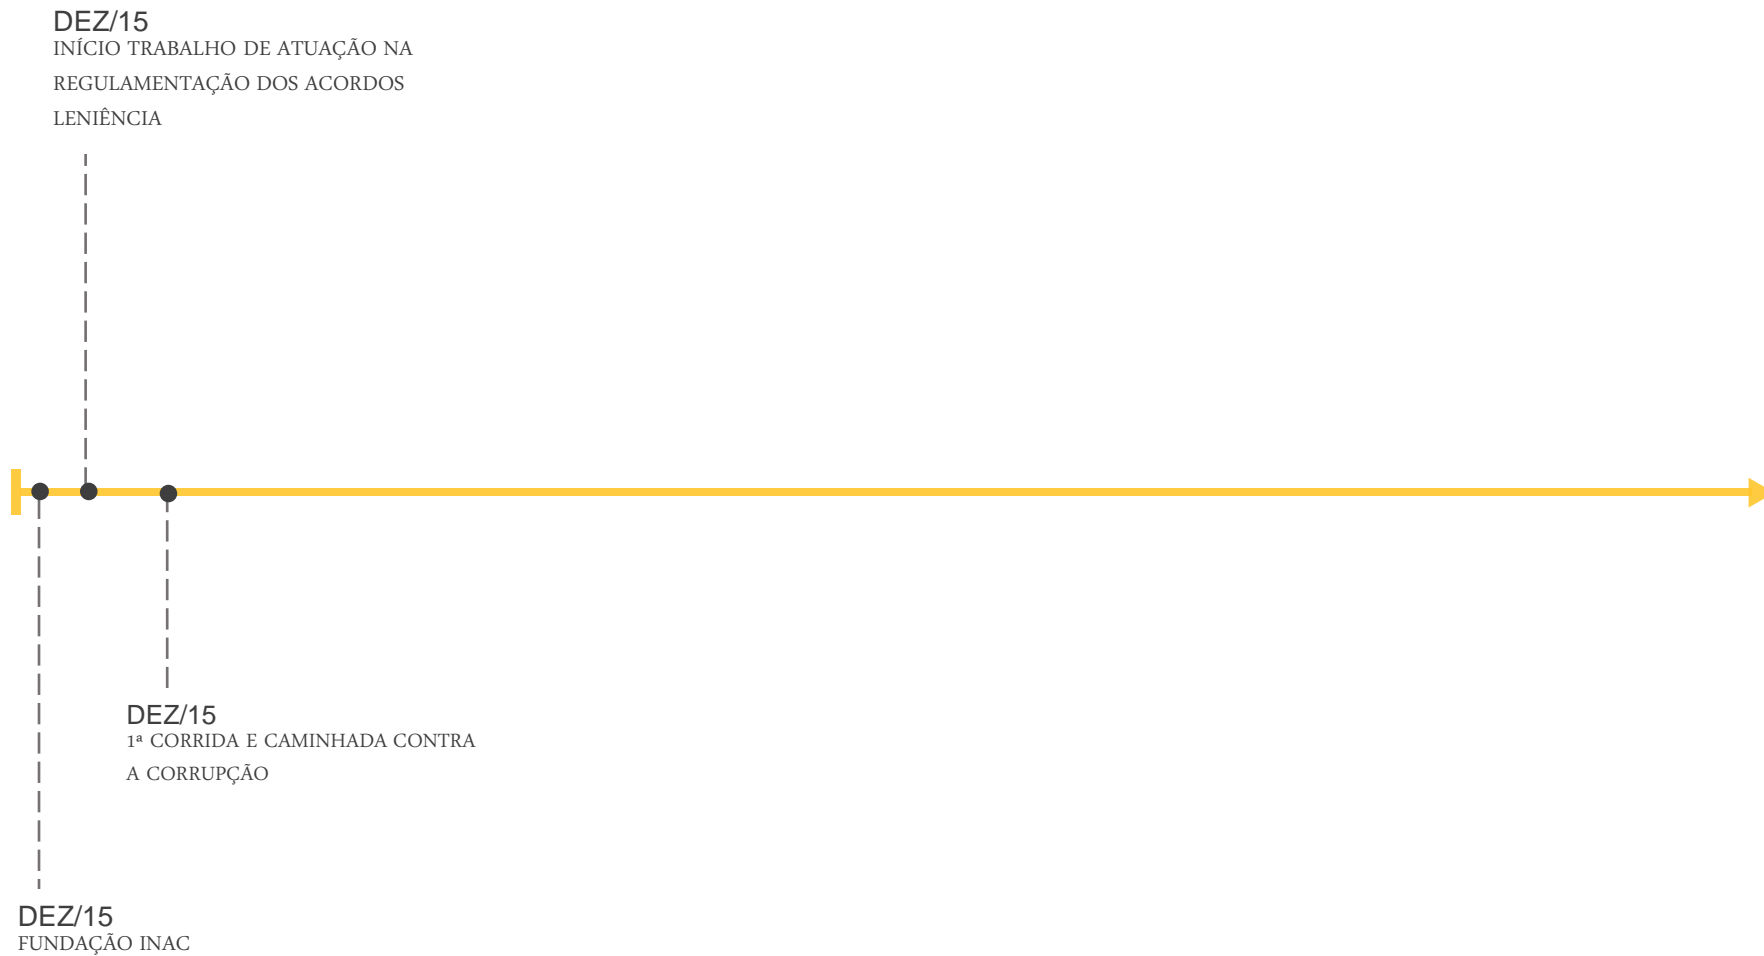 DEZ/15
INÍCIO TRABALHO DE ATUAÇÃO NA
REGULAMENTAÇÃO DOS ACORDOS
LENIÊNCIA
DEZ/15
1ª CORRIDA E CAMINHADA CONTRA
A CORRUPÇÃO
DEZ/15
FUNDAÇÃO INAC